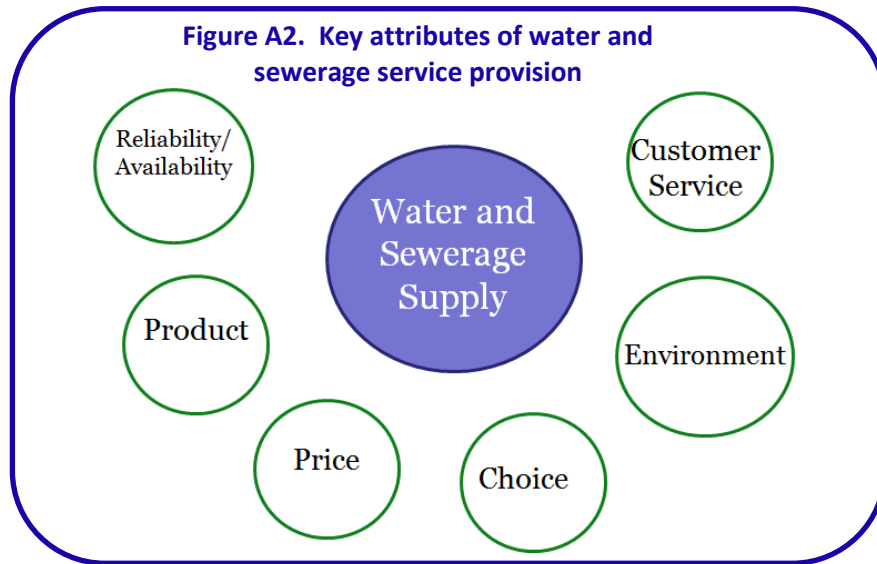 Figure A2.  Key attributes of water and
sewerage service provision
Reliability/
Availability
Customer
Service
Water and
Sewerage
Supply
Product
Environment
Price
Choice